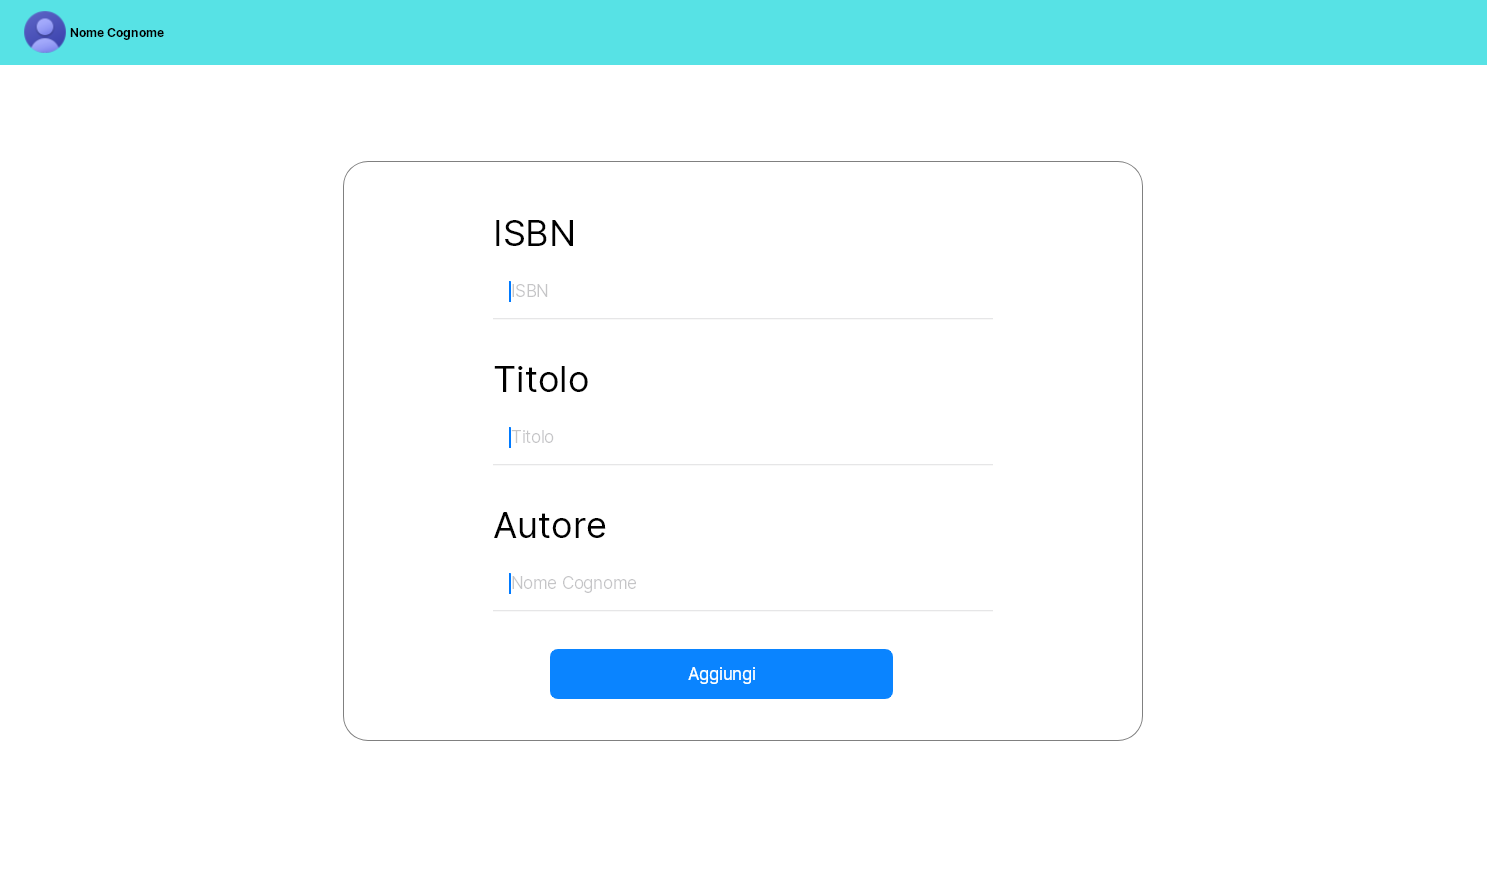 Nome Cognome
ISBN
ISBN
Titolo
Titolo
Autore
Nome Cognome
Aggiungi